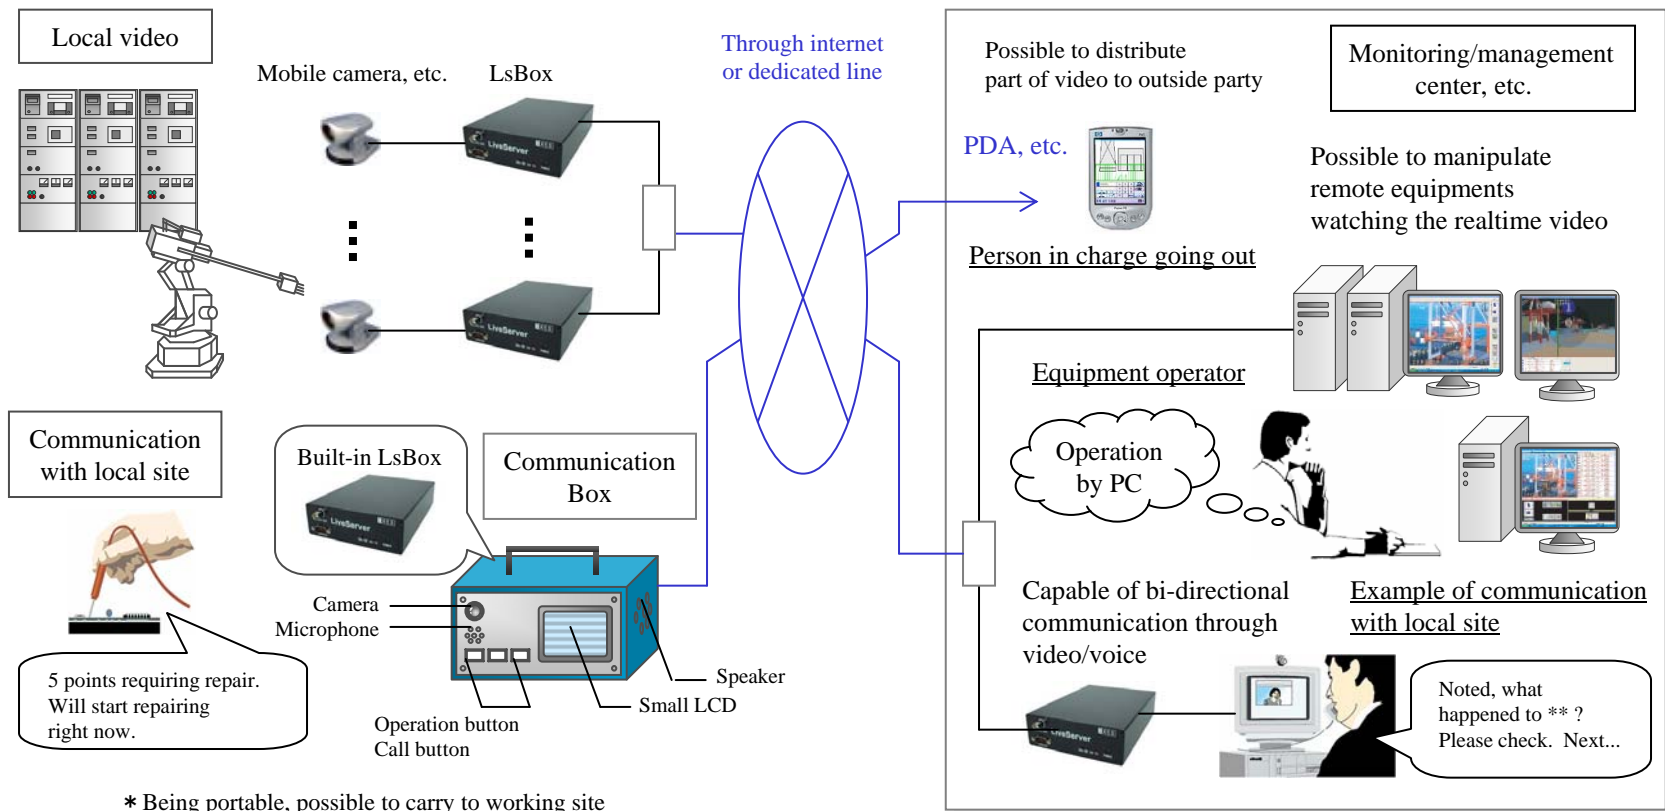 Local video
Mobile camera, etc.
LsBox
LiveServer
LiveServer
Through internet
or dedicated line
Possible to distribute
part of video to outside party
Monitoring/management
center, etc.
PDA, etc.
Person in charge going out
Possible to manipulate
remote equipments
watching the realtime video
Equipment operator
Operation
by PC
Communication
with local site
Built-in LsBox
LiveServer
Communication
Box
Camera
Microphone
Speaker
Small LCD
Operation button
Call button
5 points requiring repair.
Will start repairing
right now.
* Being portable, possible to carry to working site
Capable of bi-directional
communication through
video/voice
LiveServer
Example of communication
with local site
Noted, what
happened to ** ?
Please check. Next...